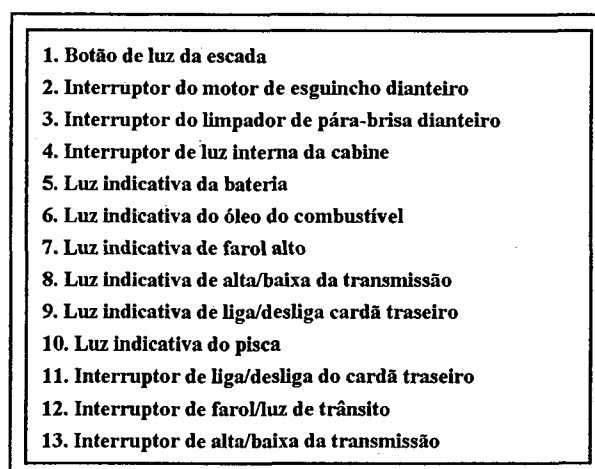 1. Botão de luz da escada
2. Interruptor do motor de esguincho dianteiro
3. Interruptor do limpador de pára-brisa dianteiro
4. Interruptor de luz interna da cabine
5. Luz indicativa da bateria
6. Luz indicativa do óleo do combustível
7. Luz indicativa de farol alto
8. Luz indicativa de alta/baixa da transmissão
9. Luz indicativa de liga/desliga cardã traseiro
10. Luz indicativa do pisca
11. Interruptor de liga/desliga do cardã traseiro
12. Interruptor de farol/luz de trânsito
13. Interruptor de alta/baixa da transmissão